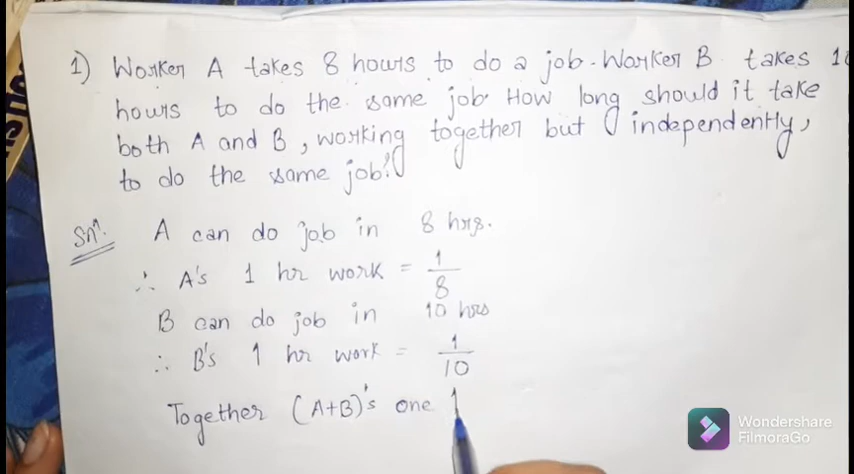 1) Worker A takes 8 hours to do a job. Worker B takes 10
hours to do the same job. How long should it take
both A and B, working together but independently,
to do the same job?
Sn.
A can do job in 8 hrs.
∴ A's 1 hr work = 1/8
B can do job in 10 hrs
∴ B's 1 hr work = 1/10
Together (A+B)'s one
Wondershare
FilmoraGo